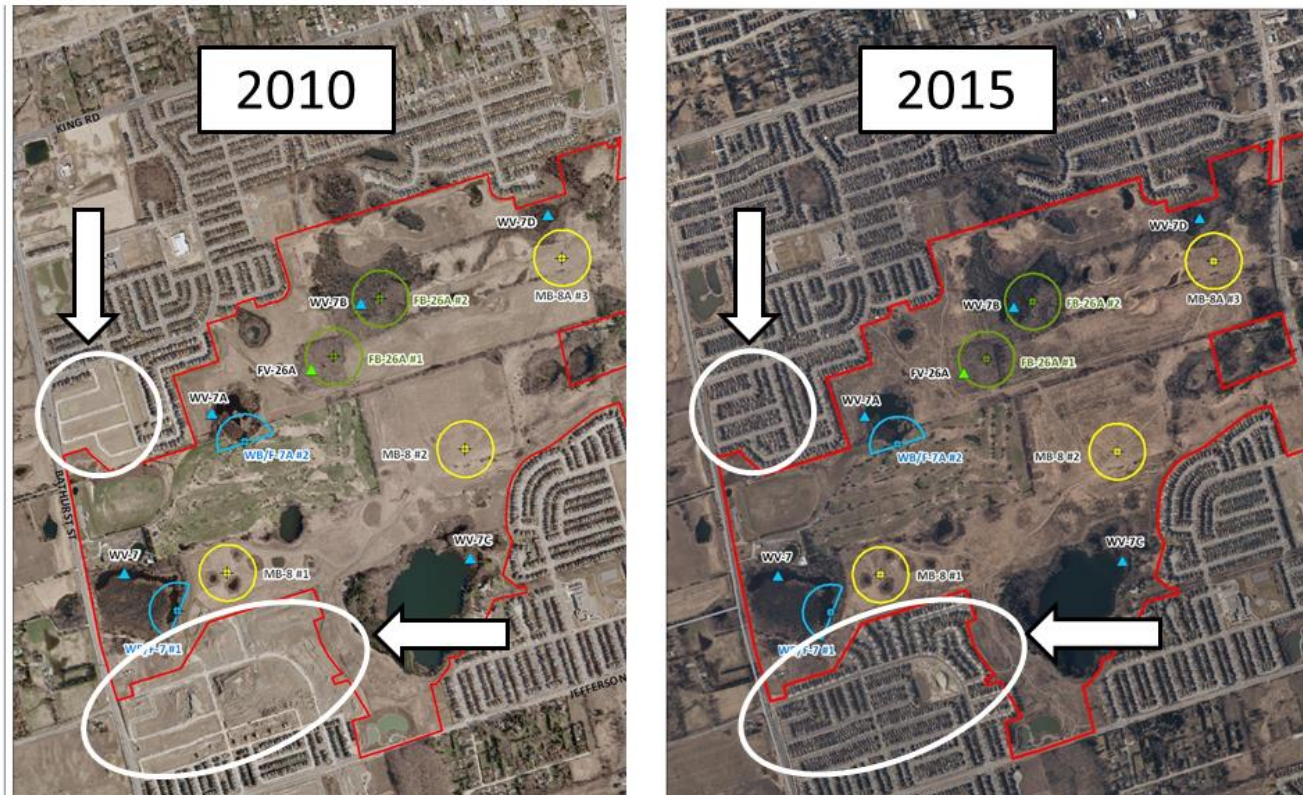 2010
KING RD
WV-7D
MB-8A #3
WV-7B
FB-26A #2
FB-26A #1
FV-26A
WV-7A
WB/F-7A #2
MB-8 #2
BATHURST ST
WV-7
WV-7C
MB-8 #1
WB/F-7 #1
JEFFERSON
2015
WV-7D
MB-8A #3
WV-7B
FB-26A #2
FB-26A #1
FV-26A
WV-7A
WB/F-7A #2
MB-8 #2
WV-7
WV-7C
MB-8 #1
WB/F-7 #1